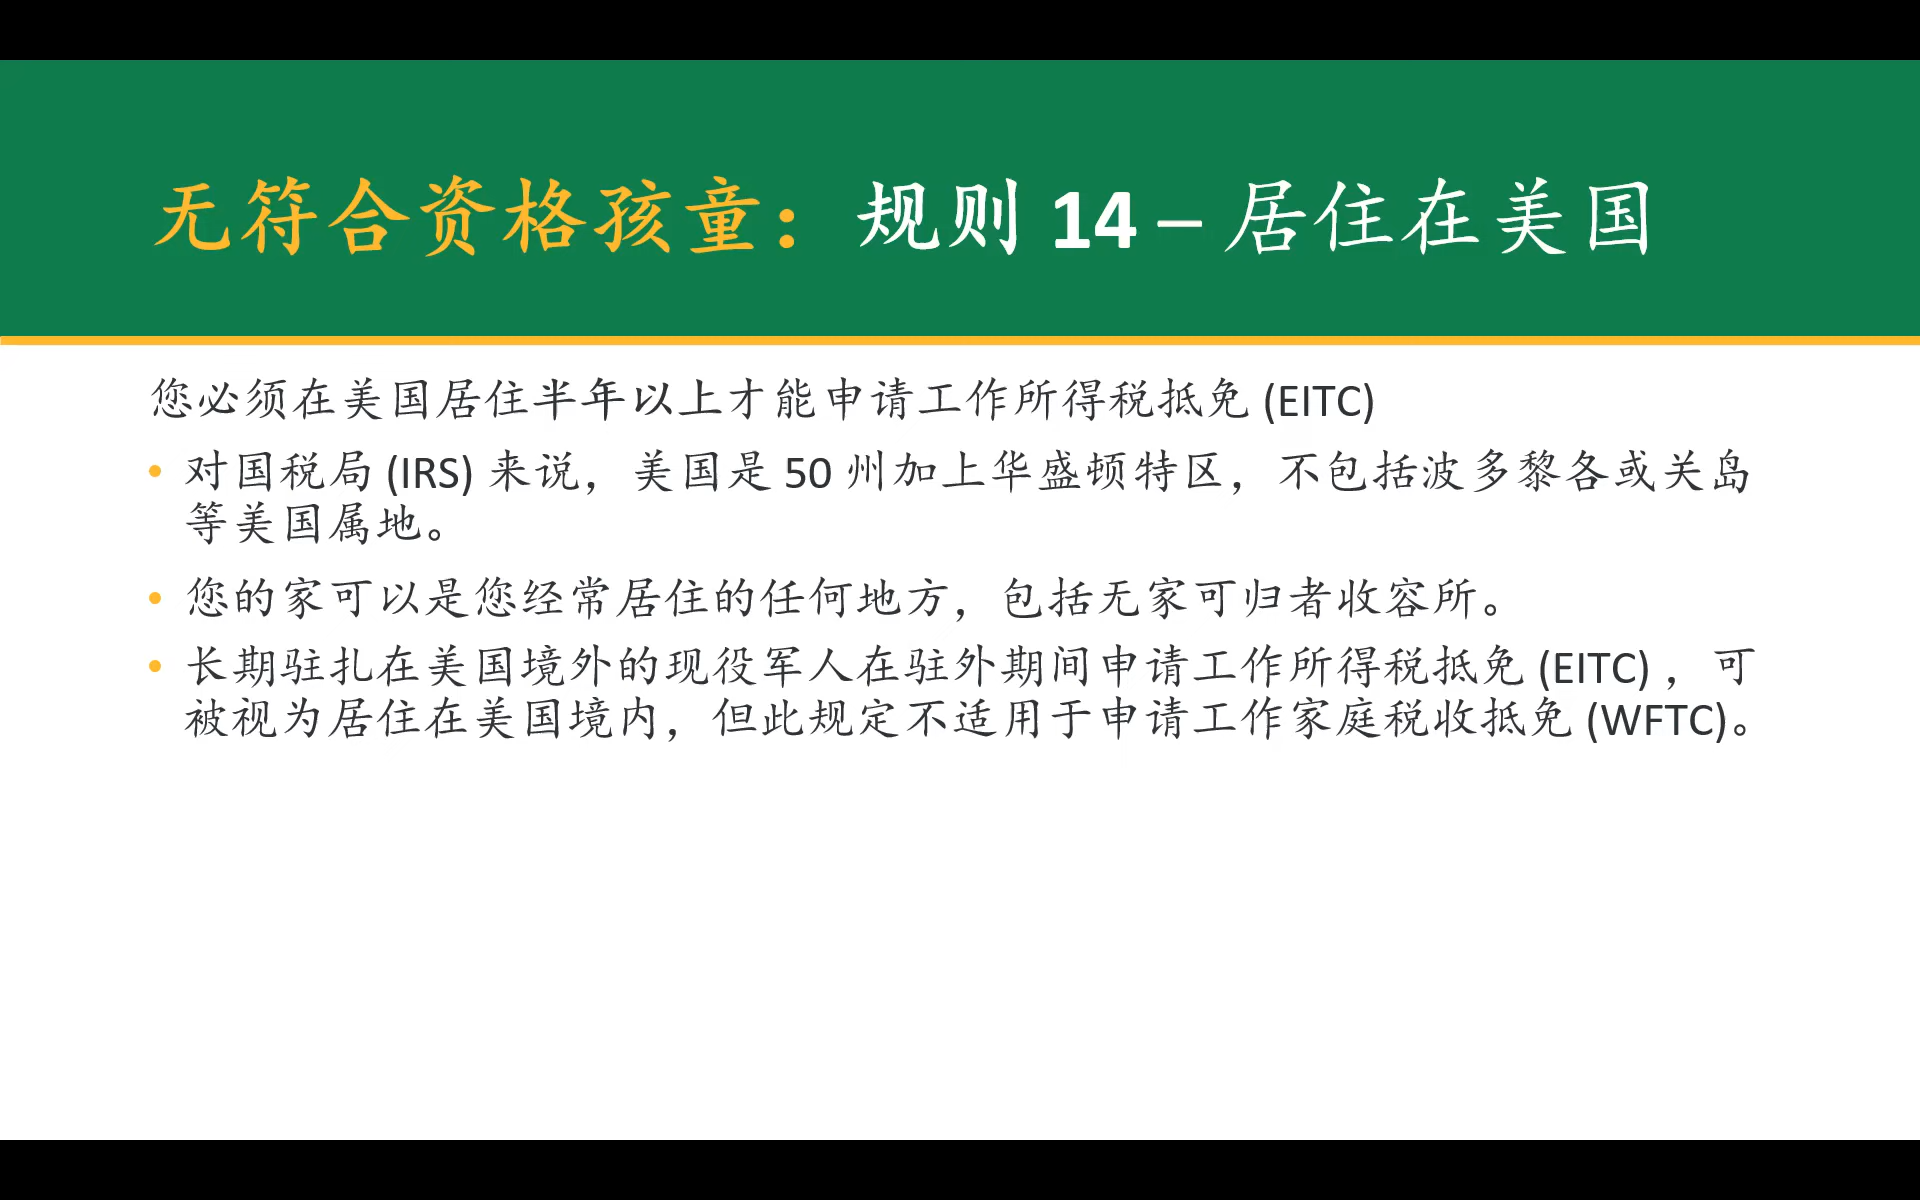 无符合资格孩童：规则 14 – 居住在美国
您必须在美国居住半年以上才能申请工作所得税抵免 (EITC)
• 对国税局 (IRS) 来说，美国是 50 州加上华盛顿特区，不包括波多黎各或关岛
等美国属地。
• 您的家可以是您经常居住的任何地方，包括无家可归者收容所。
• 长期驻扎在美国境外的现役军人在驻外期间申请工作所得税抵免 (EITC) ，可
被视为居住在美国境内，但此规定不适用于申请工作家庭税收抵免 (WFTC)。